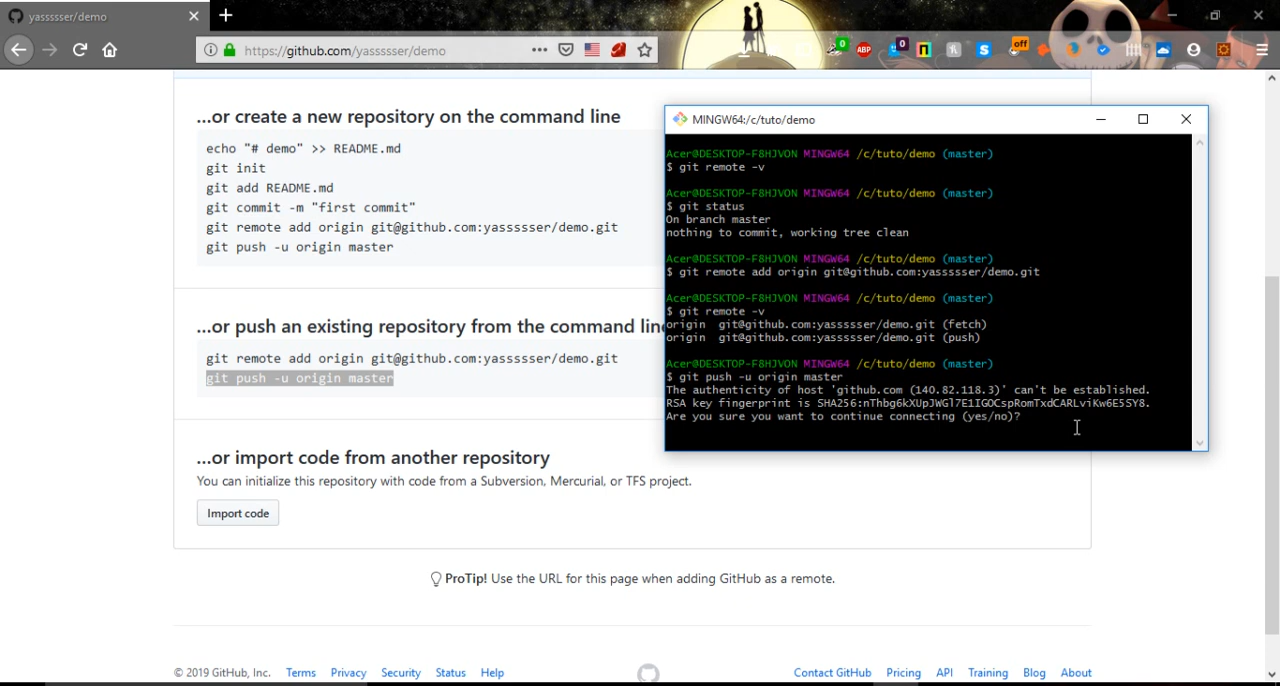 yassssser/demo
https://github.com/yassssser/demo
0
ABP
0
off
...or create a new repository on the command line
echo "# demo" >> README.md
git init
git add README.md
git commit -m "first commit"
git remote add origin git@github.com:yassssser/demo.git
git push -u origin master
...or push an existing repository from the command line
git remote add origin git@github.com:yassssser/demo.git
git push -u origin master
...or import code from another repository
You can initialize this repository with code from a Subversion, Mercurial, or TFS project.
Import code
ProTip! Use the URL for this page when adding GitHub as a remote.
© 2019 GitHub, Inc. Terms Privacy Security Status Help
Contact GitHub Pricing API Training Blog About
MINGW64:/c/tuto/demo
Acer@DESKTOP-F8HJVON MINGW64 /c/tuto/demo (master)
$ git remote -v
Acer@DESKTOP-F8HJVON MINGW64 /c/tuto/demo (master)
$ git status
On branch master
nothing to commit, working tree clean
Acer@DESKTOP-F8HJVON MINGW64 /c/tuto/demo (master)
$ git remote add origin git@github.com:yassssser/demo.git
Acer@DESKTOP-F8HJVON MINGW64 /c/tuto/demo (master)
$ git remote -v
origin  git@github.com:yassssser/demo.git (fetch)
origin  git@github.com:yassssser/demo.git (push)
Acer@DESKTOP-F8HJVON MINGW64 /c/tuto/demo (master)
$ git push -u origin master
The authenticity of host 'github.com (140.82.118.3)' can't be established.
RSA key fingerprint is SHA256:nThbg6kXUpJWGl7E1IGOCspRomTxdCARLviKw6E5SY8.
Are you sure you want to continue connecting (yes/no)?